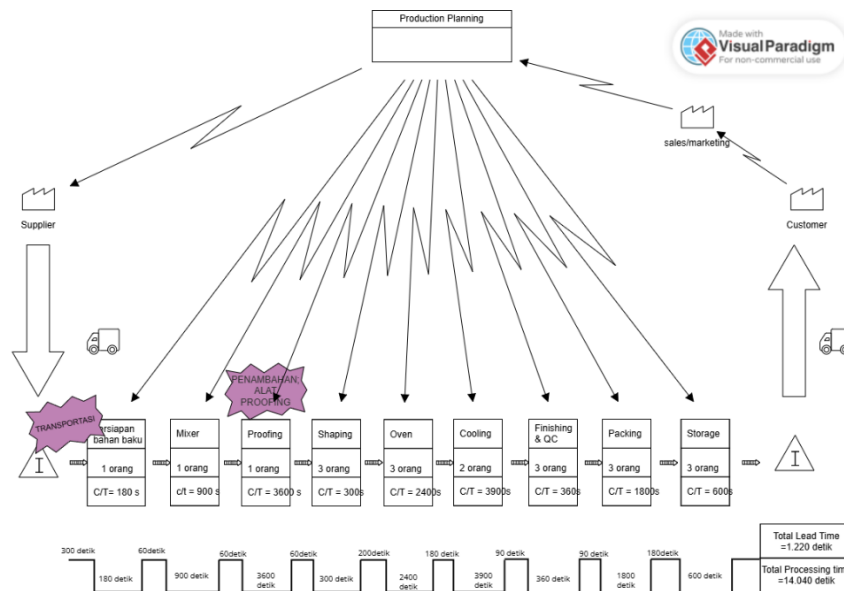 Production Planning
Made with
Visual Paradigm
For non-commercial use
sales/marketing
Supplier
Customer
PENAMBAHAN;
ALAT
PROOPING
TRANSPORTASI
ersiapan
bahan baku
1 orang
C/T= 180 s
Mixer
1 orang
c/t = 900 s
Proofing
1 orang
C/T= 3600 s
Shaping
3 orang
C/T= 300s
Oven
3 orang
C/T= 2400s
Cooling
2 orang
C/T= 3900s
Finishing
& QC
3 orang
C/T= 360s
Packing
3 orang
C/T= 1800s
Storage
3 orang
C/T= 600s
I
I
300 detik
60detik
60detik
60detik
200detik
180 detik
90 detik
90 detik
180detik
180 detik
900 detik
3600
detik
300 detik
2400
detik
3900
detik
360 detik
1800
detik
600 detik
Total Lead Time
=1.220 detik
Total Processing tim
=14.040 detik